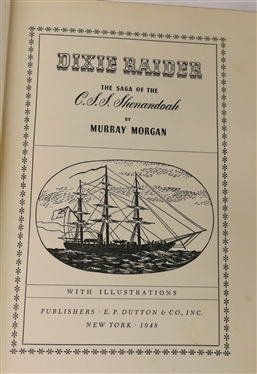 DIXIE RAIDER
THE SAGA OF THE
C.S.S. Shenandoah
BY
MURRAY MORGAN
WITH ILLUSTRATIONS
PUBLISHERS · E. P. DUTTON & CO., INC.
NEW YORK · 1948